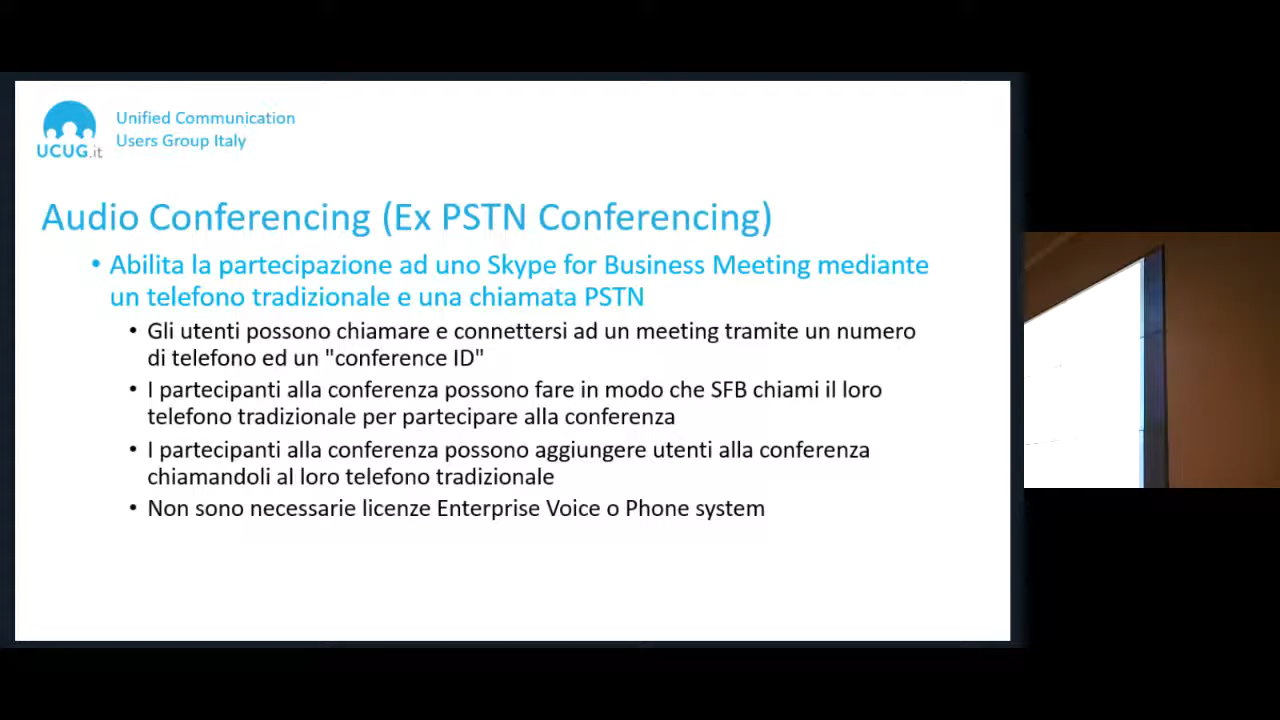 Unified Communication
Users Group Italy
UCUG.it
Audio Conferencing (Ex PSTN Conferencing)
• Abilita la partecipazione ad uno Skype for Business Meeting mediante
un telefono tradizionale e una chiamata PSTN
• Gli utenti possono chiamare e connettersi ad un meeting tramite un numero
di telefono ed un "conference ID"
• I partecipanti alla conferenza possono fare in modo che SFB chiami il loro
telefono tradizionale per partecipare alla conferenza
• I partecipanti alla conferenza possono aggiungere utenti alla conferenza
chiamandoli al loro telefono tradizionale
• Non sono necessarie licenze Enterprise Voice o Phone system